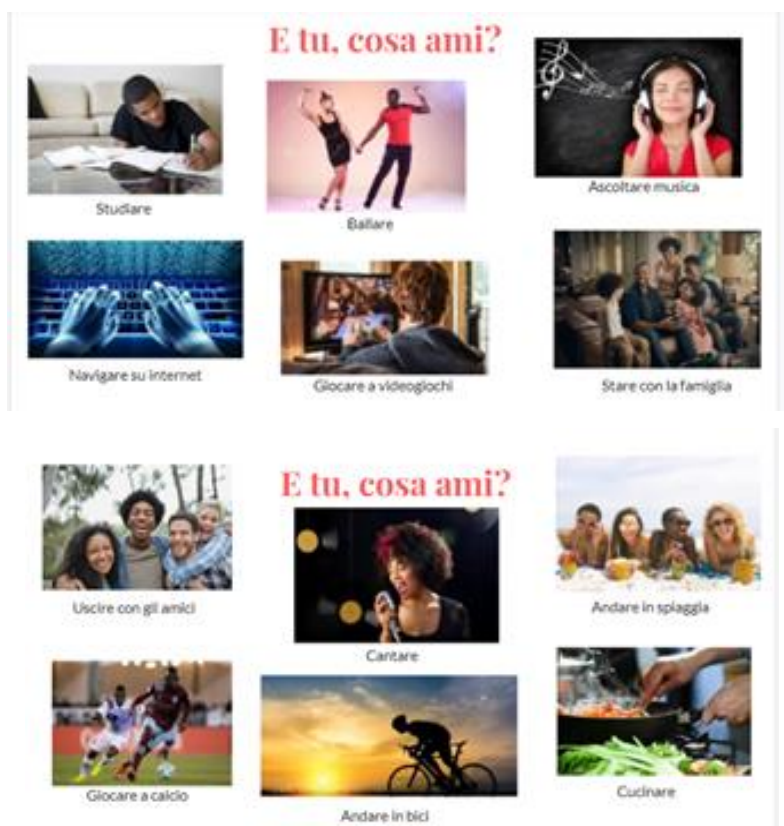 E tu, cosa ami?
Studiare
Ballare
Ascoltare musica
Navigare su internet
Giocare a videogiochi
Stare con la famiglia
E tu, cosa ami?
Uscire con gli amici
Cantare
Andare in spiaggia
Giocare a calcio
Andare in bici
Cucinare